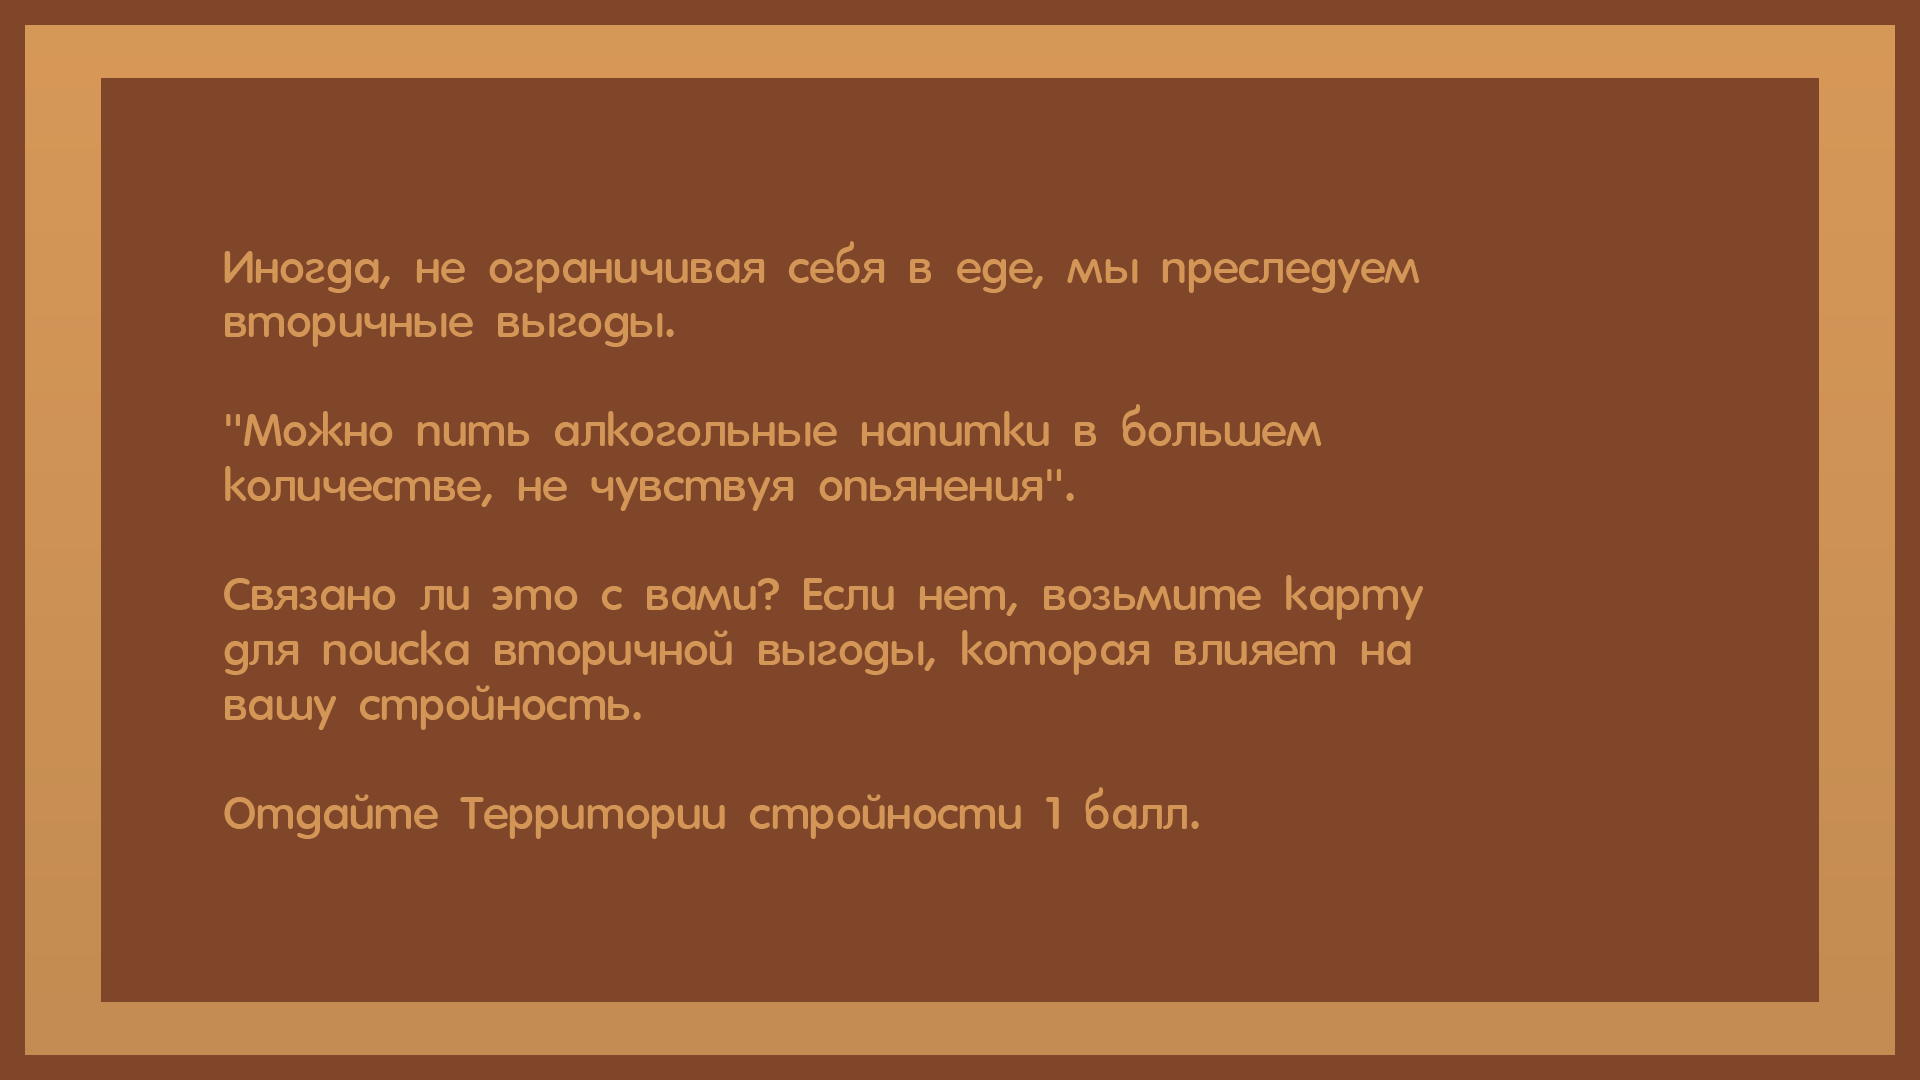 Иногда, не ограничивая себя в еде, мы преследуем
вторичные выгоды.
"Можно пить алкогольные напитки в большем
количестве, не чувствуя опьянения".
Связано ли это с вами? Если нет, возьмите карту
для поиска вторичной выгоды, которая влияет на
вашу стройность.
Отдайте Территории стройности 1 балл.